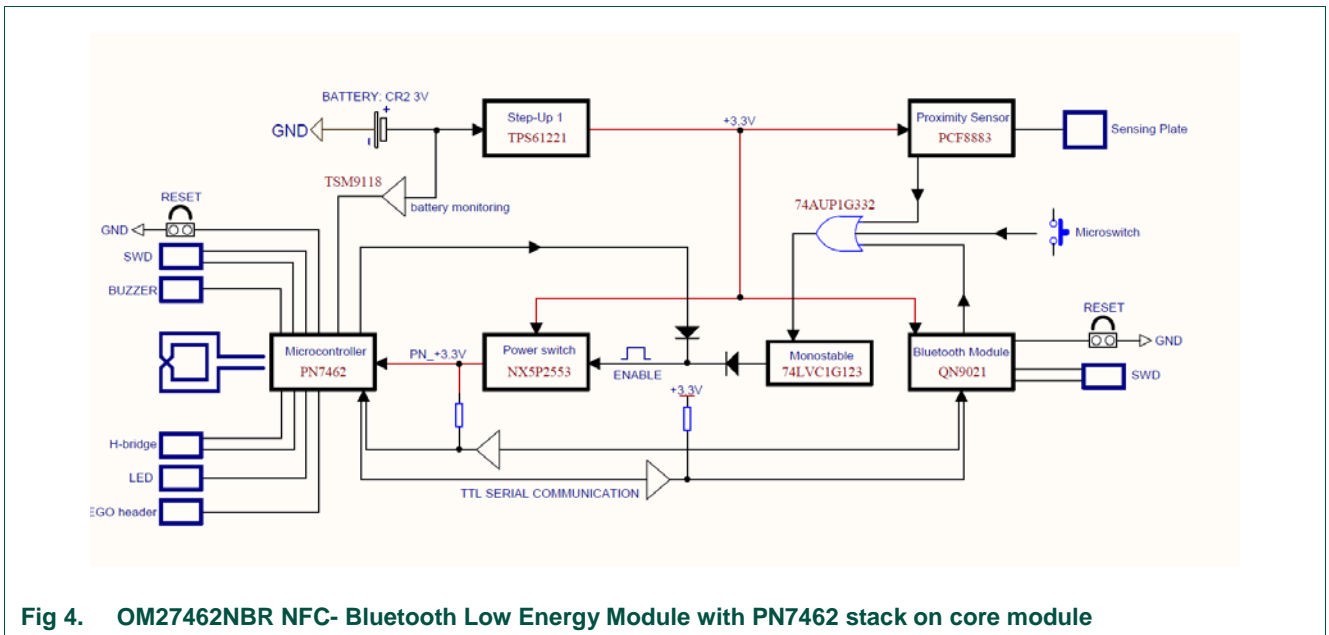 BATTERY: CR2 3V
+
GND
Step-Up 1
TPS61221
+3.3V
Proximity Sensor
PCF8883
Sensing Plate
TSM9118
battery monitoring
RESET
GND
SWD
BUZZER
74AUP1G332
Microswitch
Microcontroller
PN7462
PN_+3.3V
Power switch
NX5P2553
ENABLE
Monostable
74LVC1G123
Bluetooth Module
QN9021
RESET
GND
SWD
+3.3V
H-bridge
LED
EGO header
TTL SERIAL COMMUNICATION
Fig 4. OM27462NBR NFC- Bluetooth Low Energy Module with PN7462 stack on core module